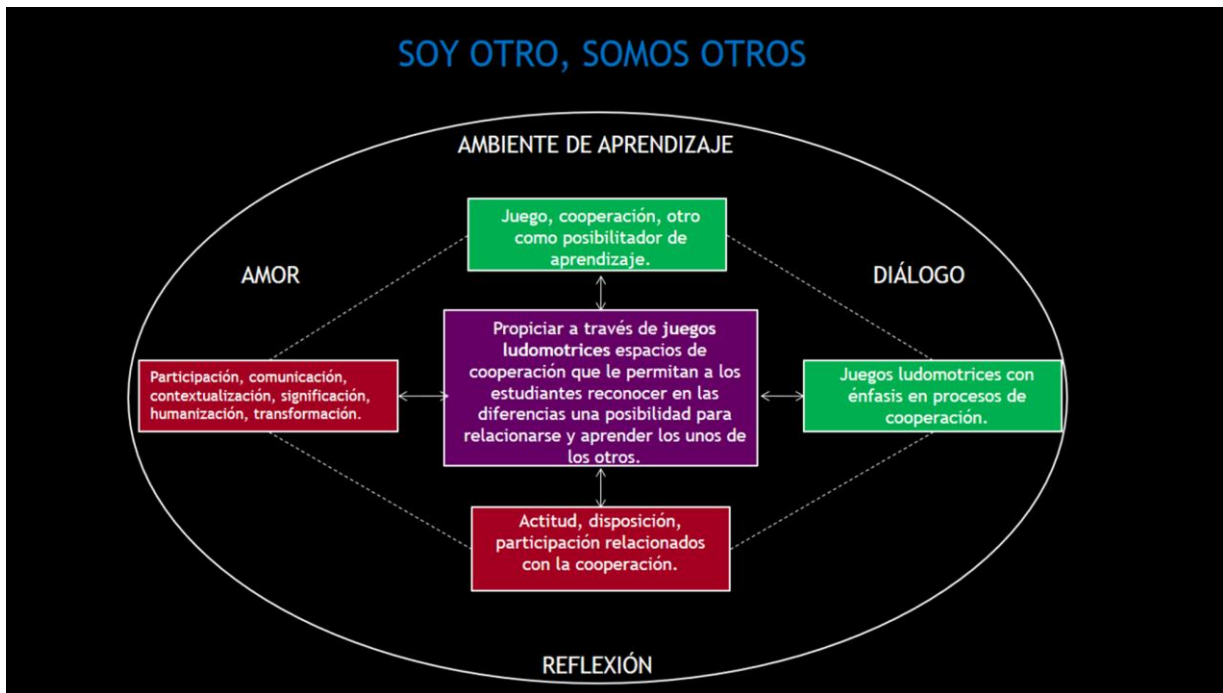 SOY OTRO, SOMOS OTROS
AMBIENTE DE APRENDIZAJE
Juego, cooperación, otro
como posibilitador de
aprendizaje.
AMOR
DIÁLOGO
Propiciar a través de juegos
ludomotrices espacios de
cooperación que le permitan a los
estudiantes reconocer en las
diferencias una posibilidad para
relacionarse y aprender los unos de
los otros.
Participación, comunicación,
contextualización, significación,
humanización, transformación.
Juegos ludomotrices con
énfasis en procesos de
cooperación.
Actitud, disposición,
participación relacionados
con la cooperación.
REFLEXIÓN